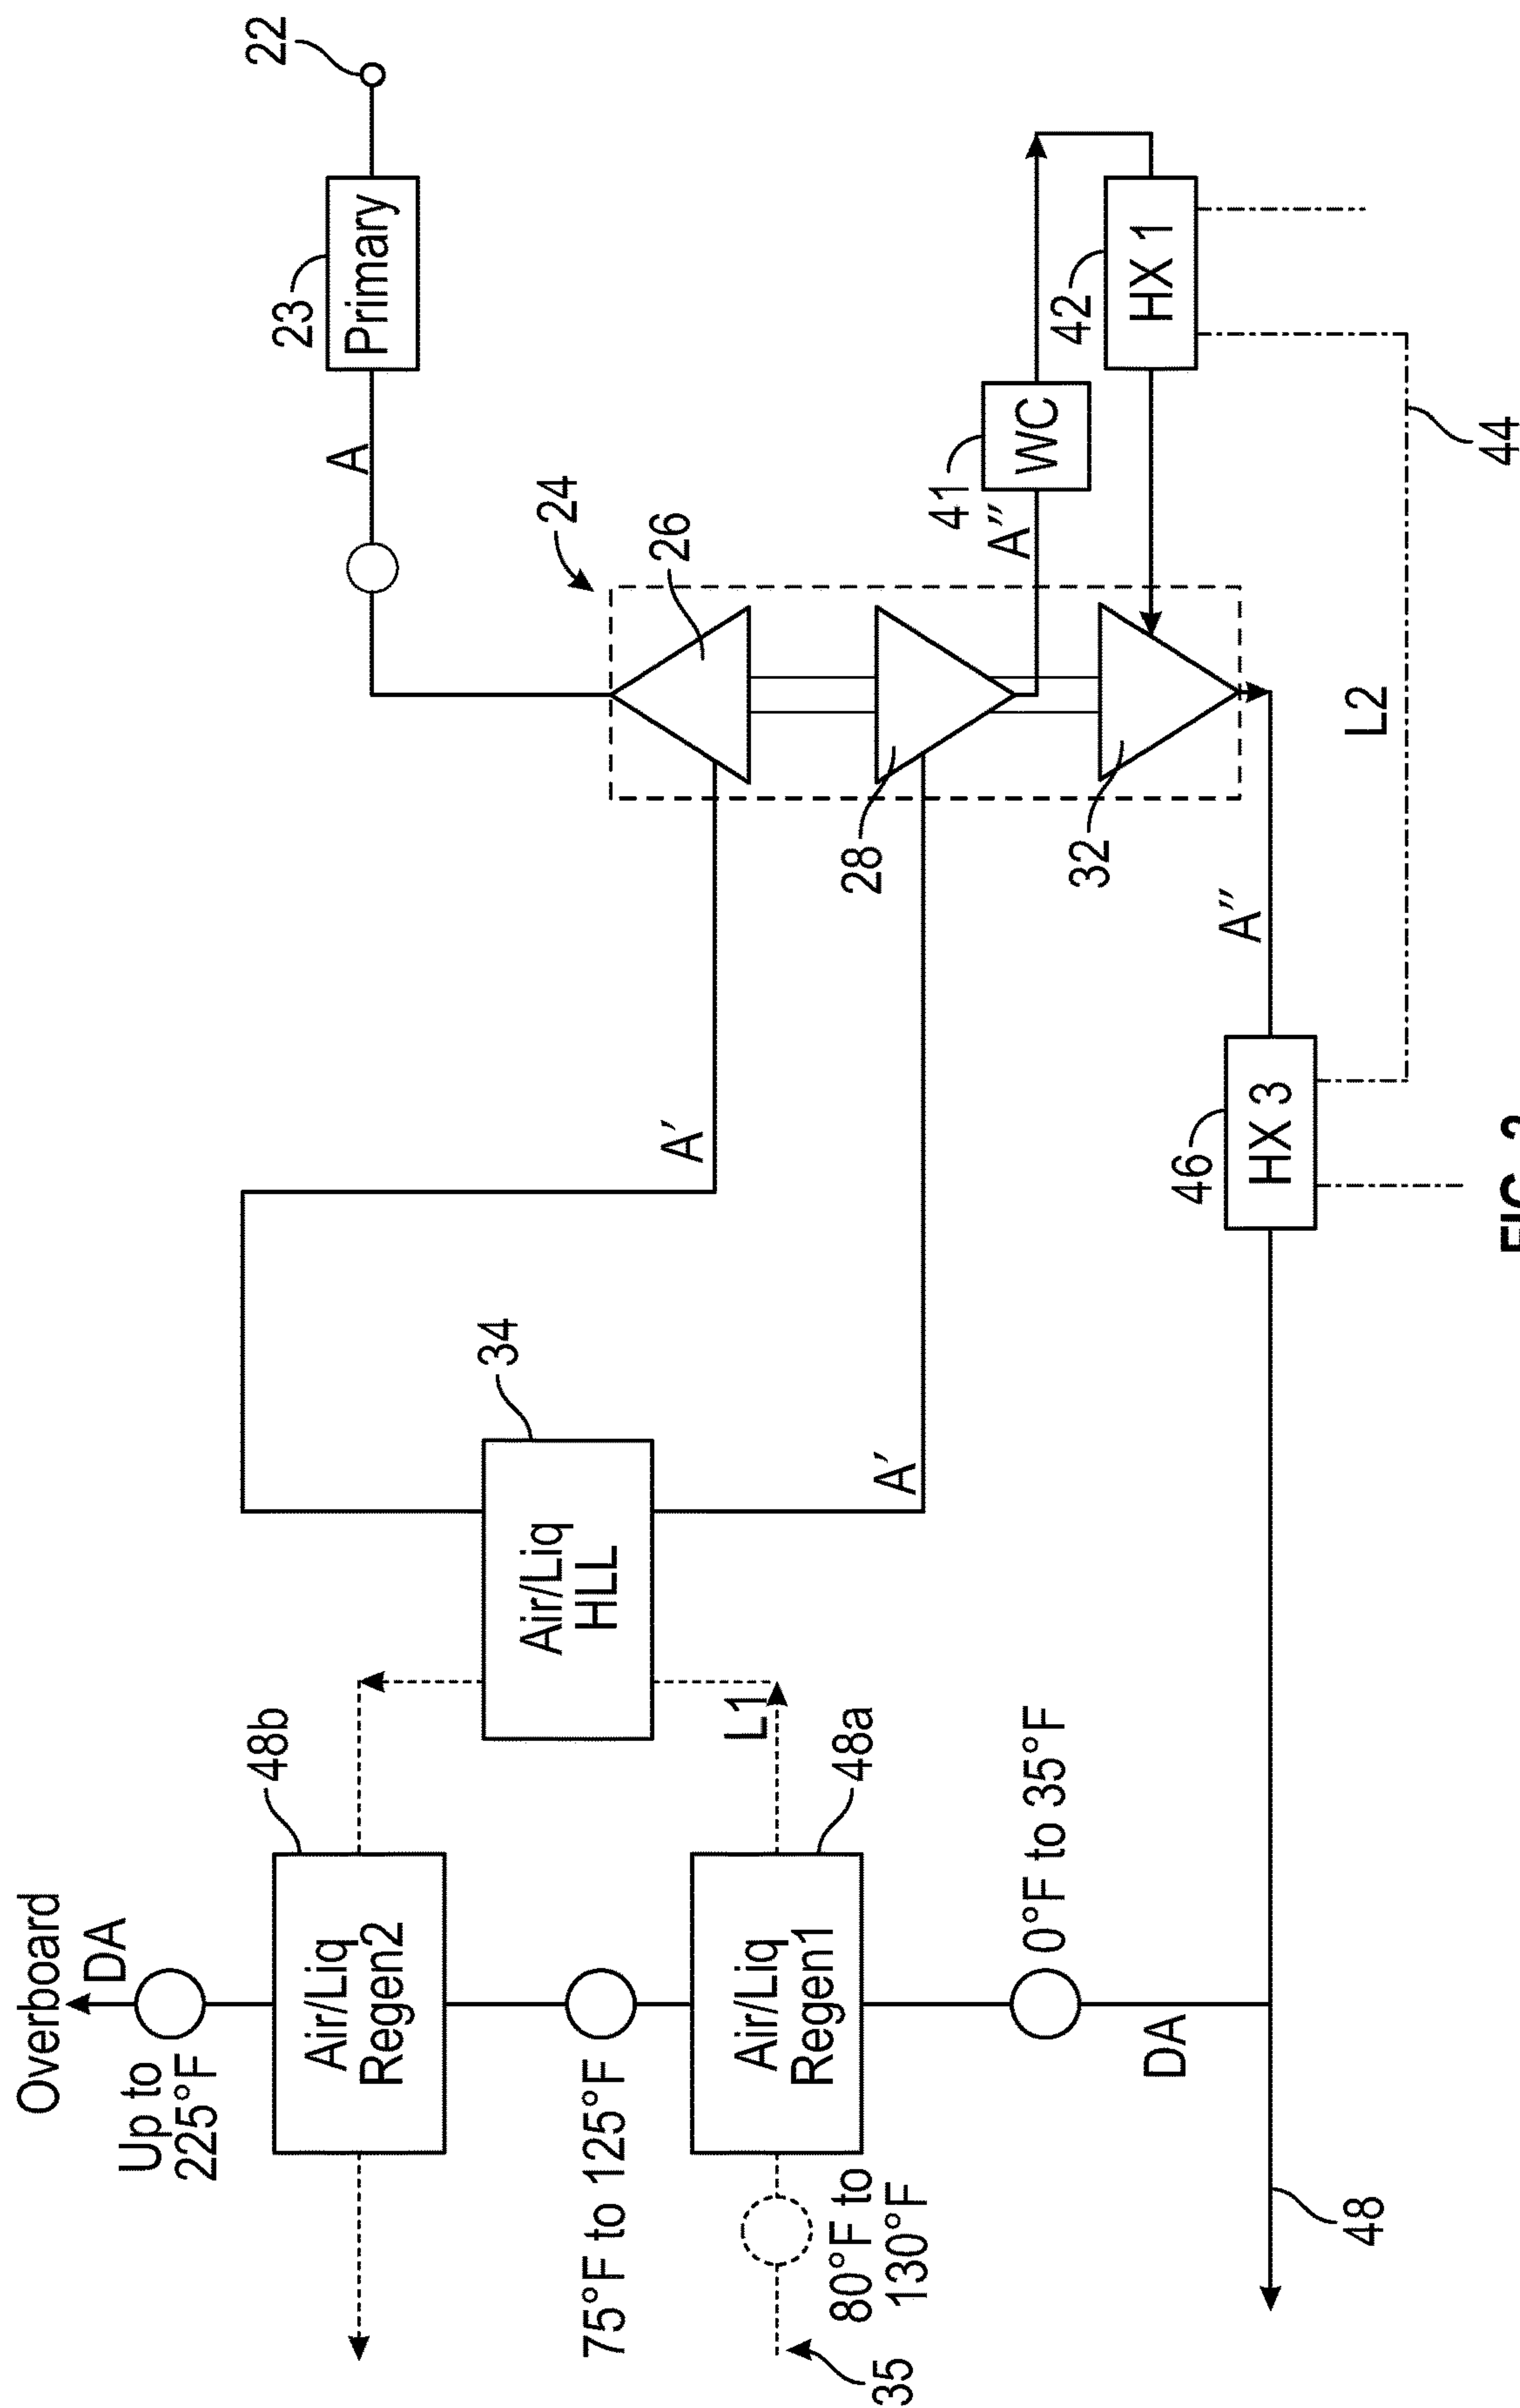 Overboard
DA
Up to
225°F
48b
22
23
Primary
Air/Liq
Regen2
A
34
24
75°F to 125°F
Air/Liq
HLL
26
A′
L1
Air/Liq
Regen1
48a
80°F to
130°F
35
A′
28
41
A′′
WC
0°F to 35°F
32
42
HX 1
DA
46
A′′
HX 3
48
L2
44
FIG.